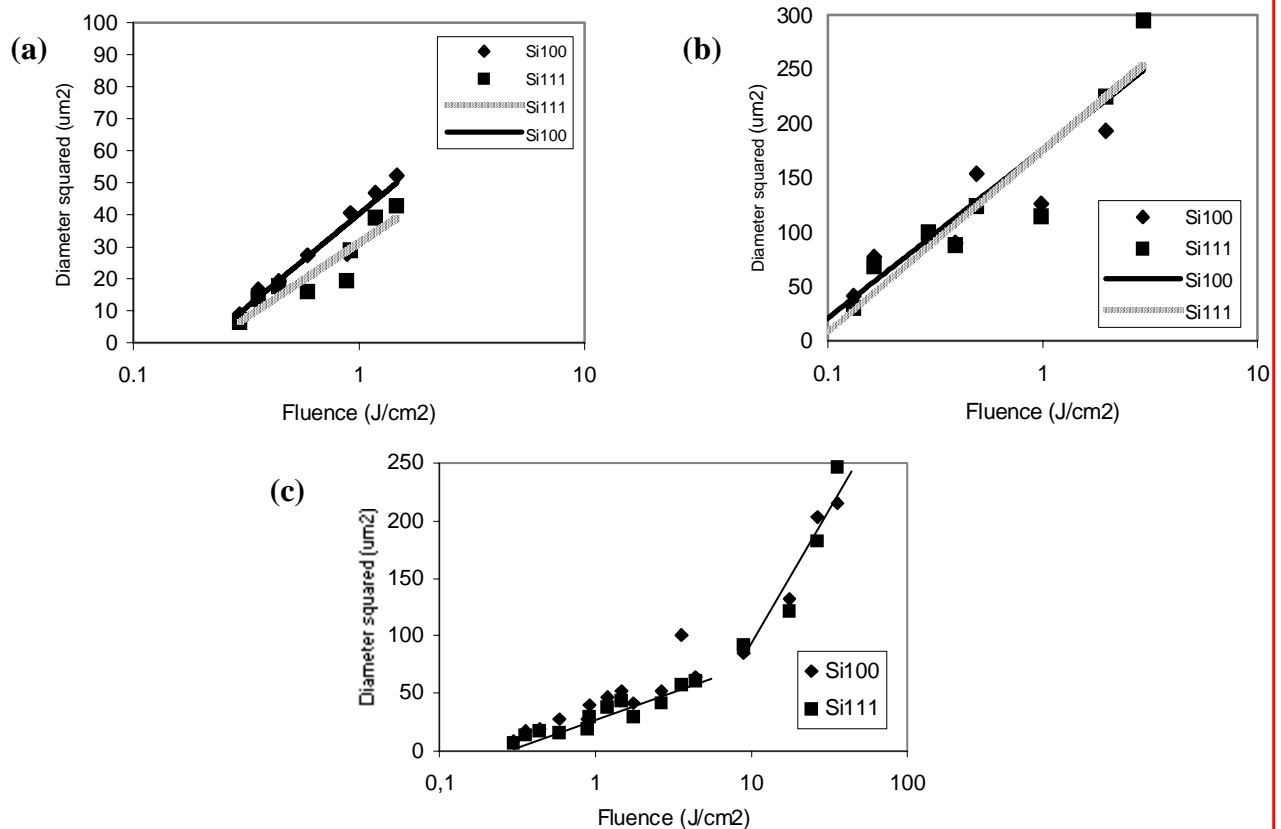 (a)
Diameter squared (um2)
100
90
80
70
60
50
40
30
20
10
0
0.1
1
10
Fluence (J/cm2)
Si100
Si111
Si111
Si100
(b)
Diameter squared (um2)
300
250
200
150
100
50
0
0.1
1
10
Fluence (J/cm2)
Si100
Si111
Si100
Si111
(c)
Diameter squared (um2)
250
200
150
100
50
0
0,1
1
10
100
Fluence (J/cm2)
Si100
Si111